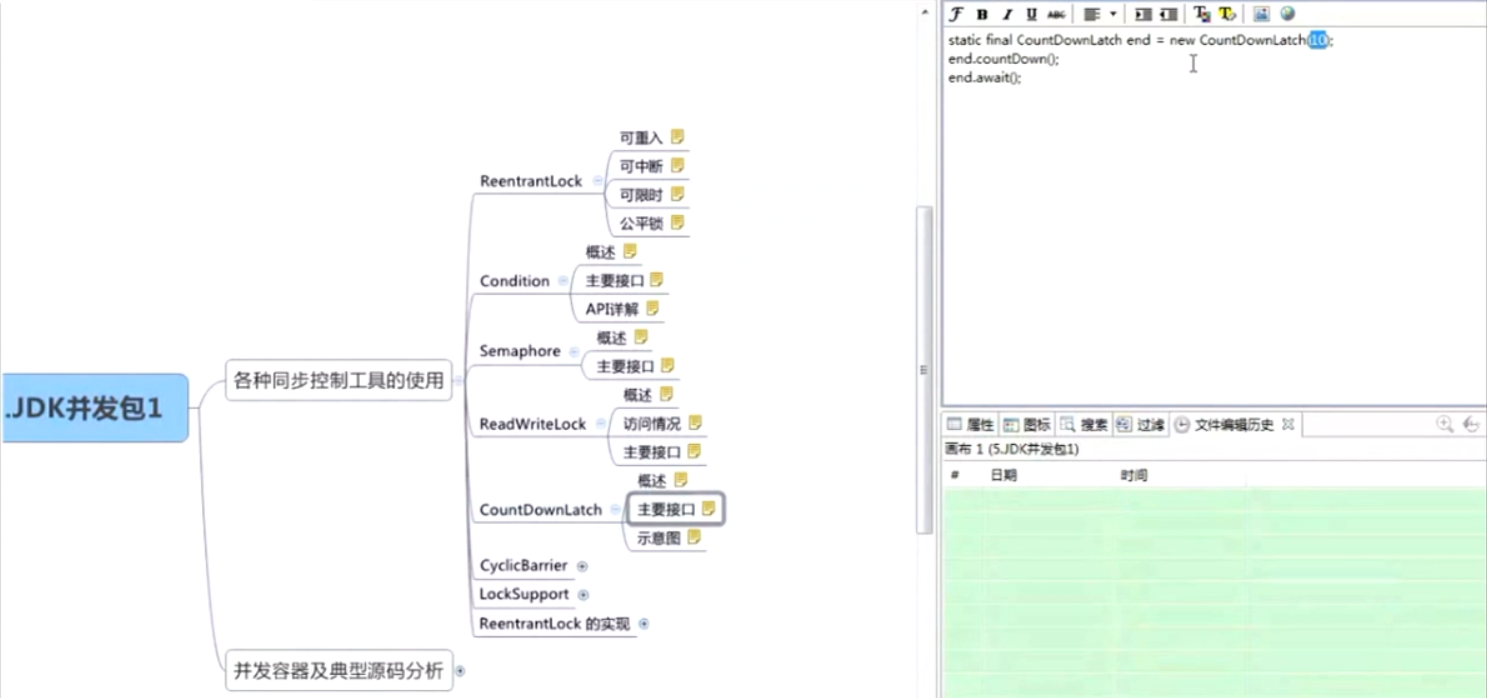 .JDK并发包1
各种同步控制工具的使用
ReentrantLock
可重入
可中断
可限时
公平锁
Condition
概述
主要接口
API详解
Semaphore
概述
主要接口
ReadWriteLock
概述
访问情况
主要接口
CountDownLatch
概述
主要接口
示意图
CyclicBarrier
LockSupport
ReentrantLock 的实现
并发容器及典型源码分析
B I U ABC
static final CountDownLatch end = new CountDownLatch(10);
end.countDown();
end.await();
属性 图标 搜索 过滤 文件编辑历史
画布 1 (5.JDK并发包1)
# 日期 时间